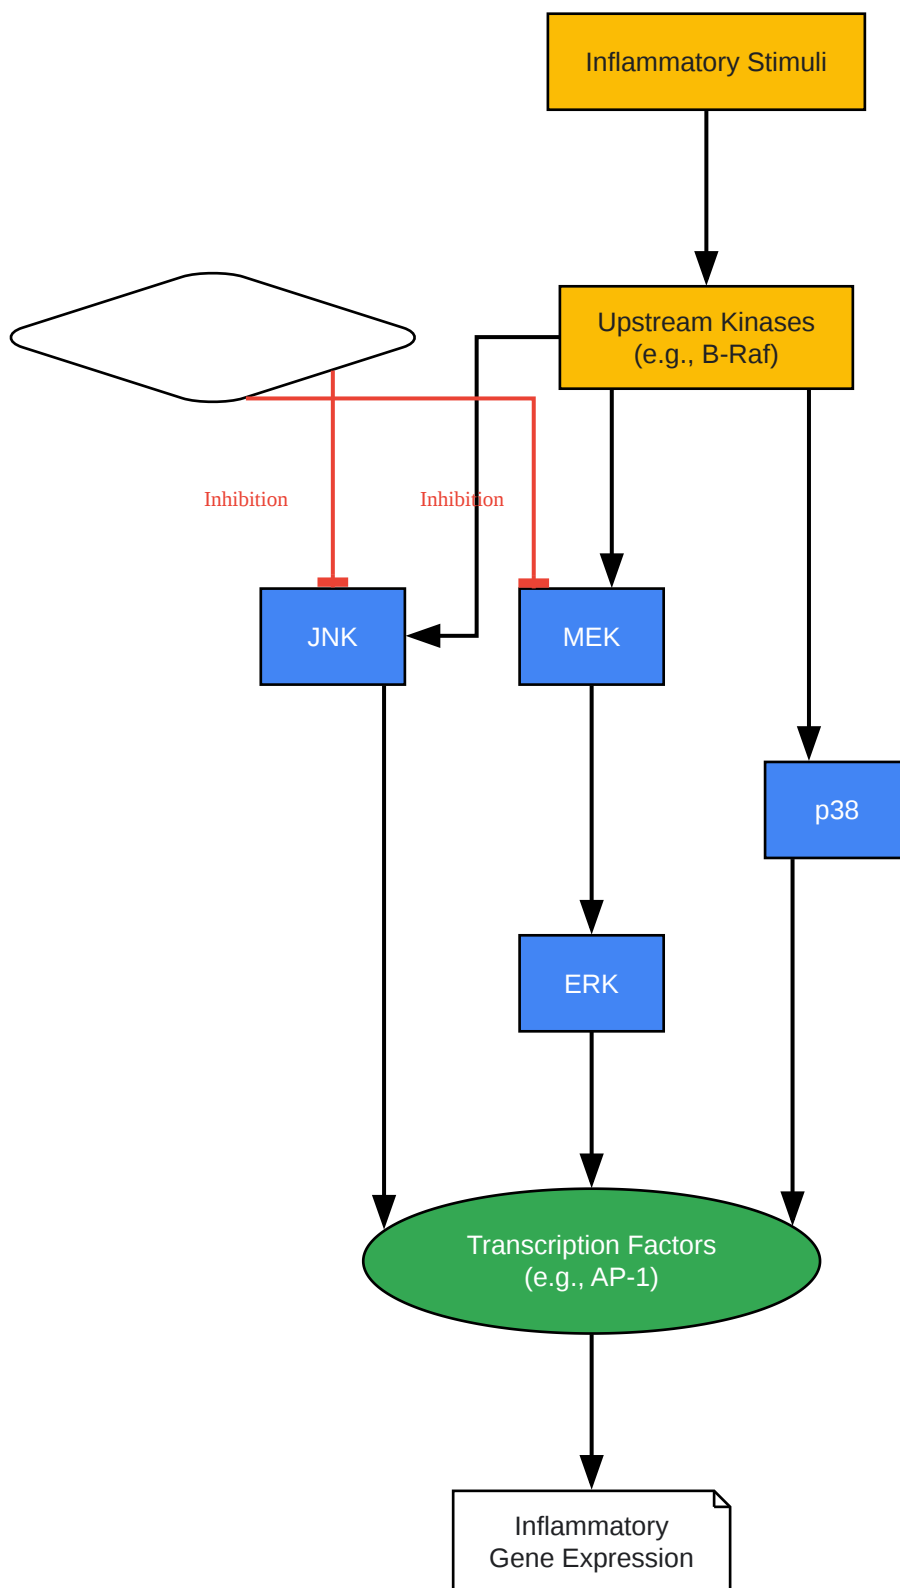 Inflammatory Stimuli
Upstream Kinases
(e.g., B-Raf)
Inhibition
Inhibition
JNK
MEK
p38
ERK
Transcription Factors
(e.g., AP-1)
Inflammatory
Gene Expression